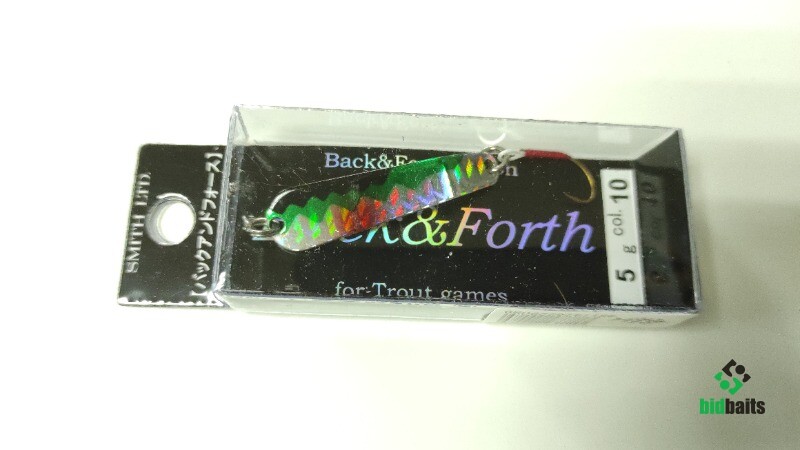 SMITH LTD.
【バックアンドフォース】
Back&
&Forth
for Trout games
5 g col. 10
bidbaits